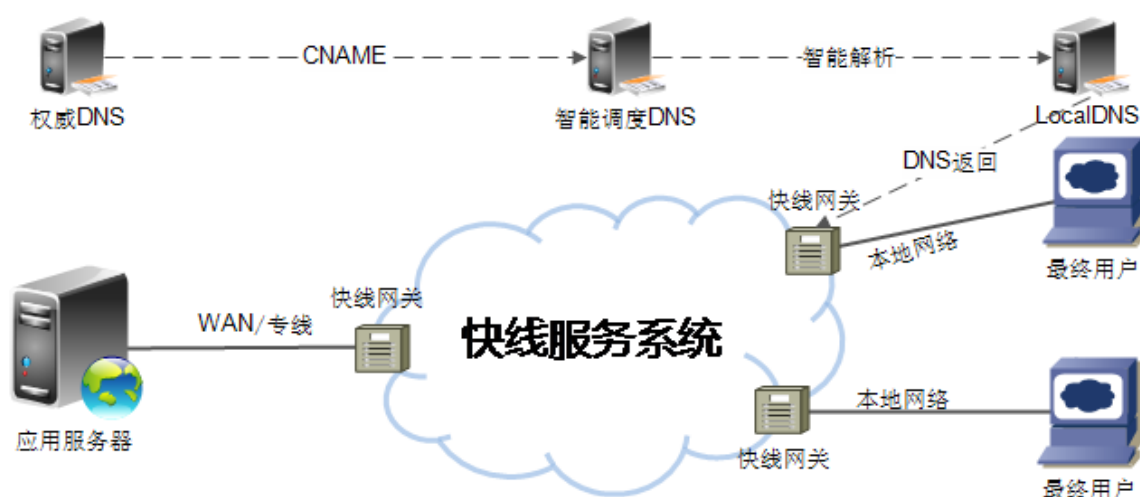 CNAME
智能解析
权威DNS
智能调度DNS
LocalDNS
DNS返回
快线网关
本地网络
最终用户
快线网关
WAN/专线
快线服务系统
本地网络
应用服务器
快线网关
最终用户